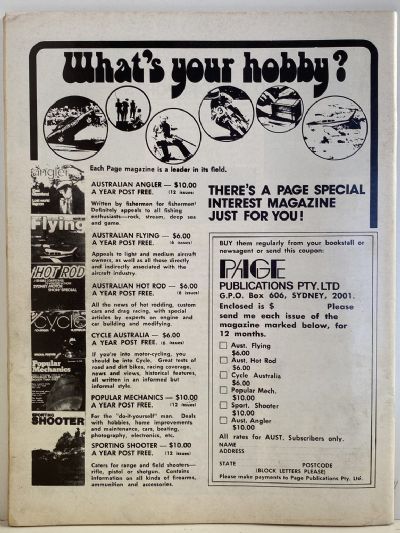 What's your hobby?
Each Page magazine is a leader in its field.
AUSTRALIAN ANGLER — $10.00
A YEAR POST FREE. (12 issues)
Written by fishermen for fishermen!
Definitely appeals to all fishing
enthusiasts—rock, stream, deep sea
and game.
AUSTRALIAN FLYING — $6.00
A YEAR POST FREE. (6 issues)
Appeals to light and medium aircraft
owners, as well as all those directly
and indirectly associated with the
aircraft industry.
AUSTRALIAN HOT ROD — $6.00
A YEAR POST FREE. (6 issues)
All the news of hot rodding, custom
cars and drag racing, with special
articles by experts on engine and
car building and modifying.
CYCLE AUSTRALIA — $6.00
A YEAR POST FREE. (6 issues)
If you're into motor-cycling, you
should be into Cycle. Great tests of
road and dirt bikes, racing coverage,
news and views, historical features,
all written in an informed but
informal style.
POPULAR MECHANICS — $10.00
A YEAR POST FREE. (12 issues)
For the "do-it-yourself" man. Deals
with hobbies, home improvements
and maintenance, cars, boating,
photography, electronics, etc.
SPORTING SHOOTER — $10.00
A YEAR POST FREE. (12 issues)
Caters for range and field shooters—
rifle, pistol or shotgun. Contains
information on all kinds of firearms,
ammunition and accessories.
angler
Flying
HOT ROD
cycle
Popular
Mechanics
SPORTING
SHOOTER
THERE'S A PAGE SPECIAL
INTEREST MAGAZINE
JUST FOR YOU!
BUY them regularly from your bookstall or
newsagent or send this coupon:
PAGE
PUBLICATIONS PTY. LTD
G.P.O. Box 606, SYDNEY, 2001.
Enclosed is $ Please
send me each issue of the
magazine marked below, for
12 months.
Aust. Flying
$6.00
Aust. Hot Rod
$6.00
Cycle Australia
$6.00
Popular Mech.
$10.00
Sport. Shooter
$10.00
Aust. Angler
$10.00
All rates for AUST. Subscribers only.
NAME
ADDRESS
STATE POSTCODE
(BLOCK LETTERS PLEASE)
Please make payments to Page Publications Pty. Ltd.